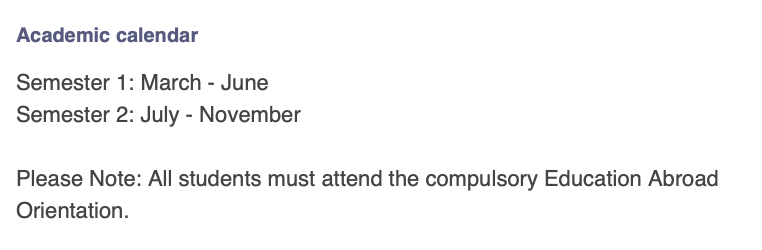 Academic calendar
Semester 1: March - June
Semester 2: July - November
Please Note: All students must attend the compulsory Education Abroad
Orientation.